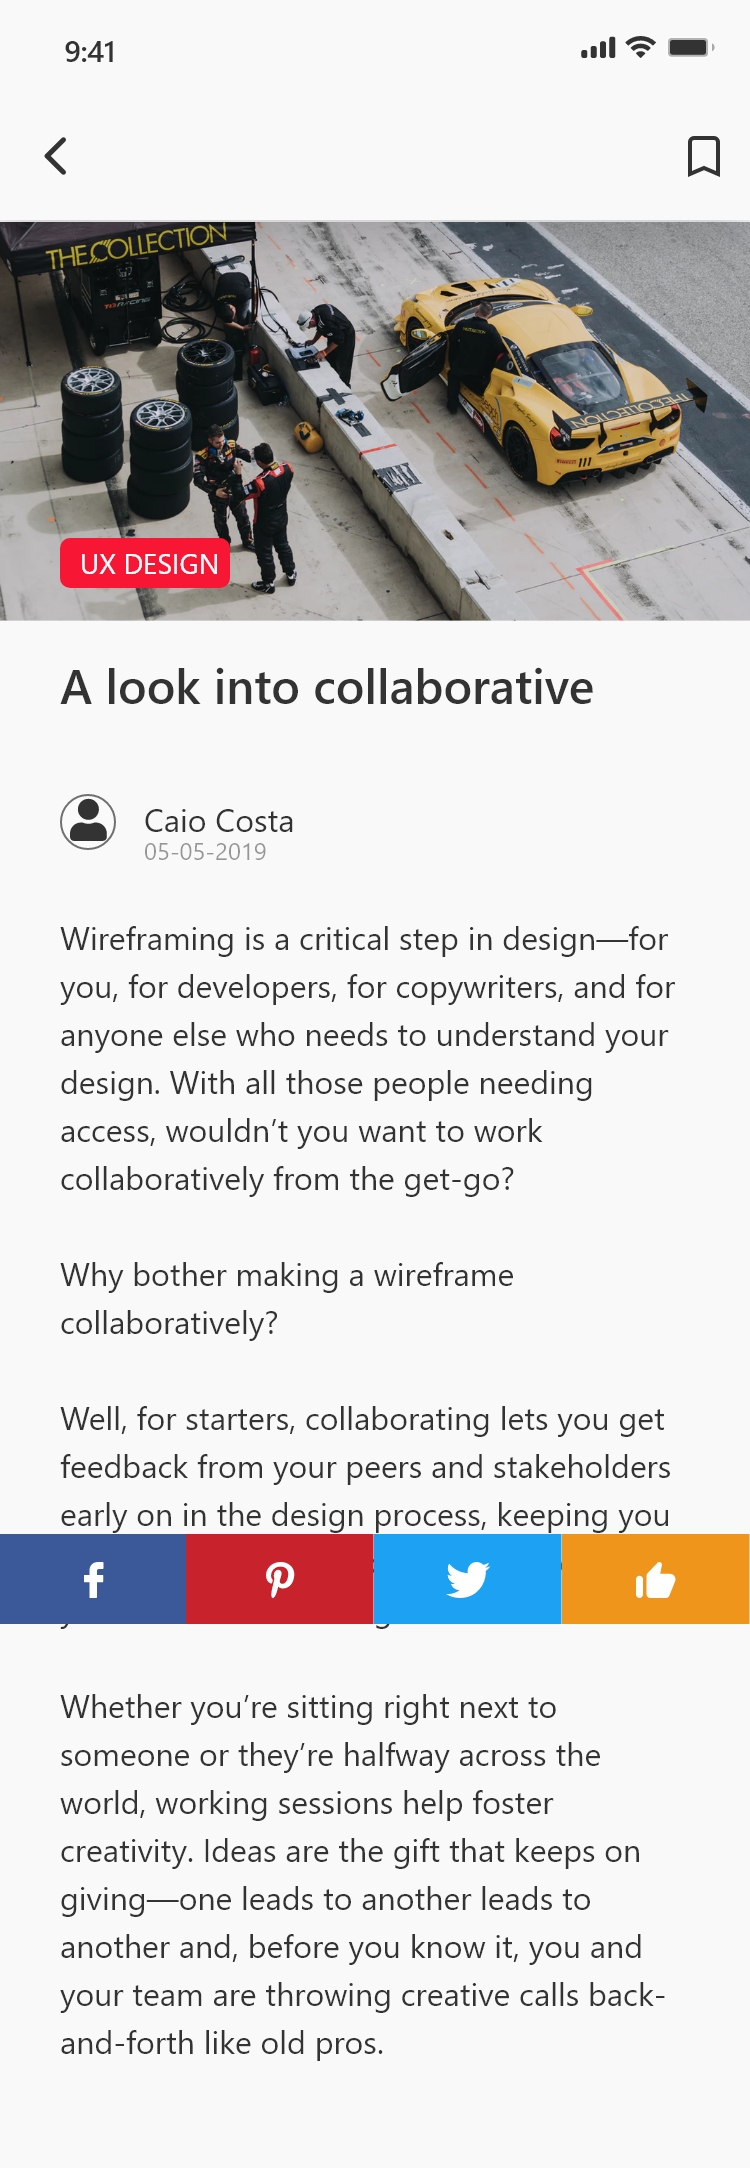 9:41
THE COLLECTION
THE COLLECTION
111
UX DESIGN
A look into collaborative
Caio Costa
05-05-2019
Wireframing is a critical step in design—for
you, for developers, for copywriters, and for
anyone else who needs to understand your
design. With all those people needing
access, wouldn’t you want to work
collaboratively from the get-go?
Why bother making a wireframe
collaboratively?
Well, for starters, collaborating lets you get
feedback from your peers and stakeholders
early on in the design process, keeping you
Whether you’re sitting right next to
someone or they’re halfway across the
world, working sessions help foster
creativity. Ideas are the gift that keeps on
giving—one leads to another leads to
another and, before you know it, you and
your team are throwing creative calls back-
and-forth like old pros.